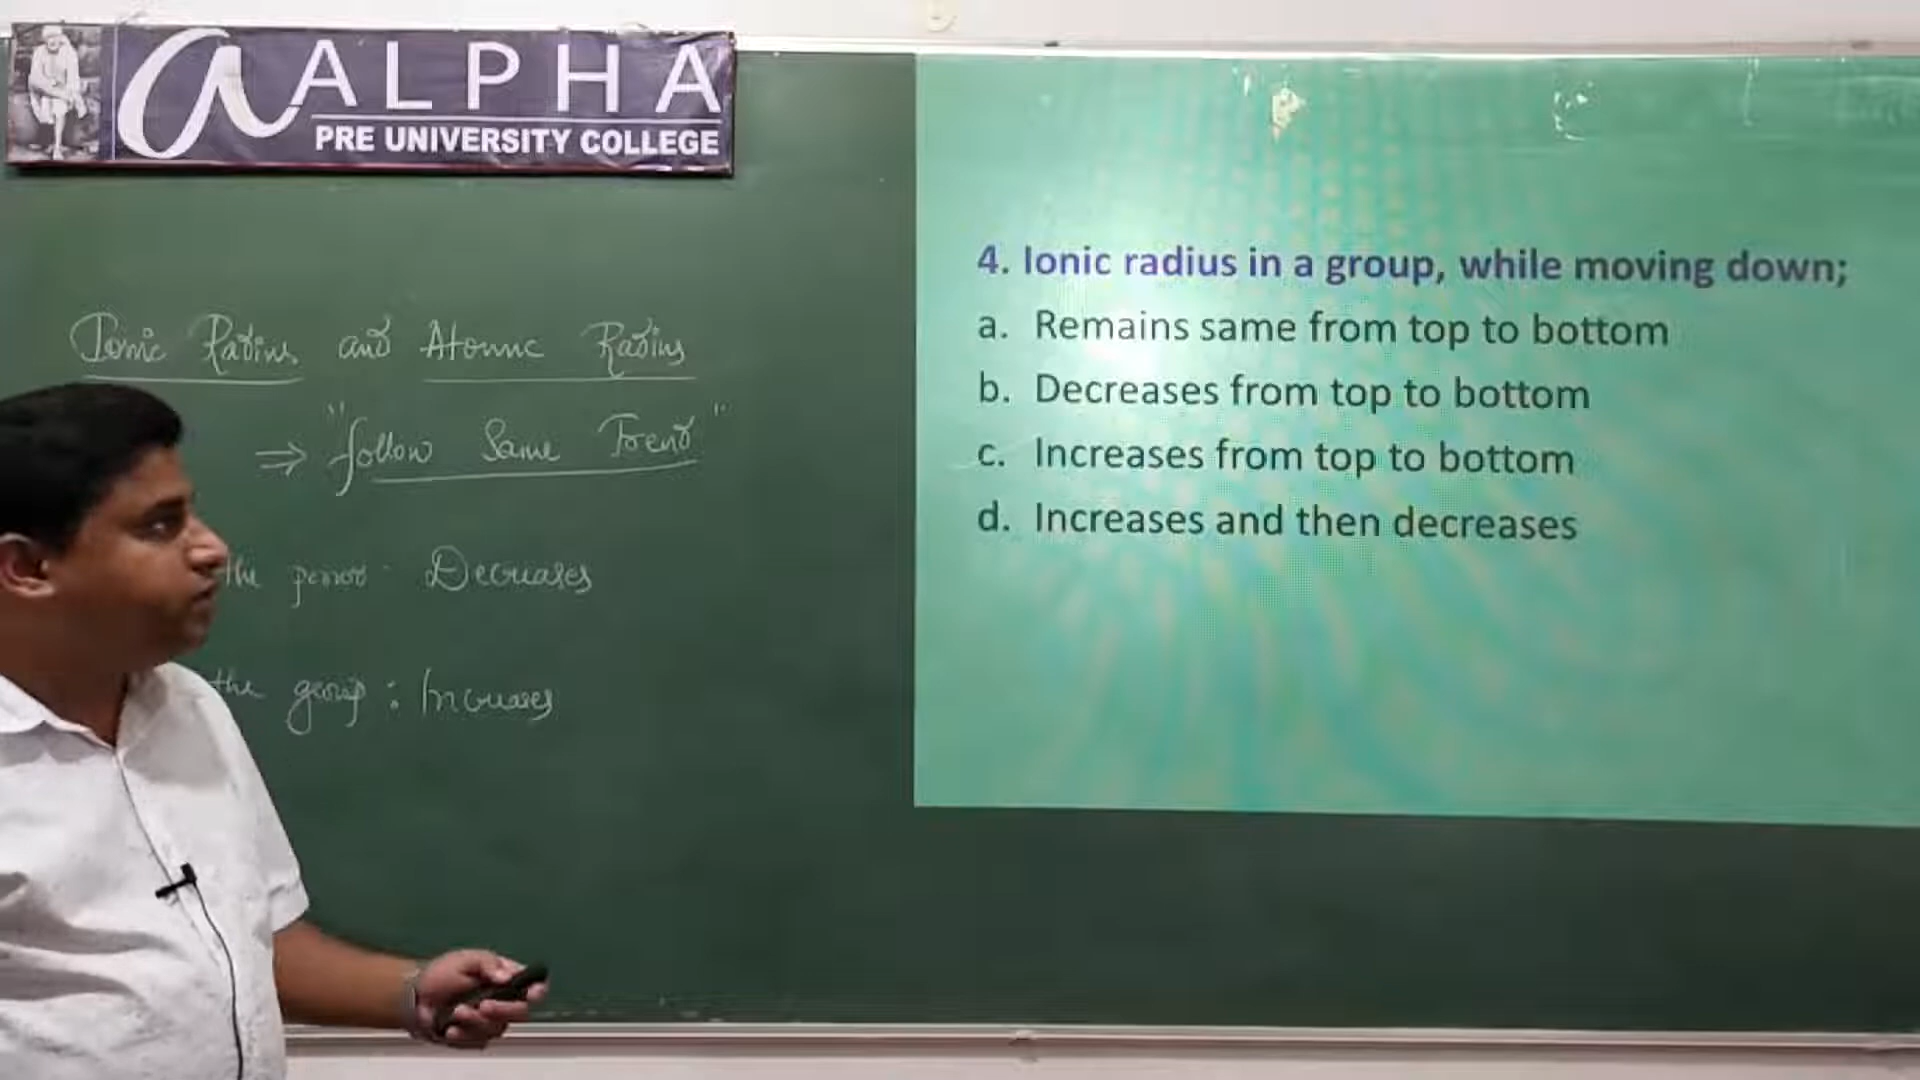 a ALPHA
PRE UNIVERSITY COLLEGE
Ionic Radius and Atomic Radius
⇒ "follow Same Trend"
the period : Decreases
the group : Increases
4. Ionic radius in a group, while moving down;
a. Remains same from top to bottom
b. Decreases from top to bottom
c. Increases from top to bottom
d. Increases and then decreases